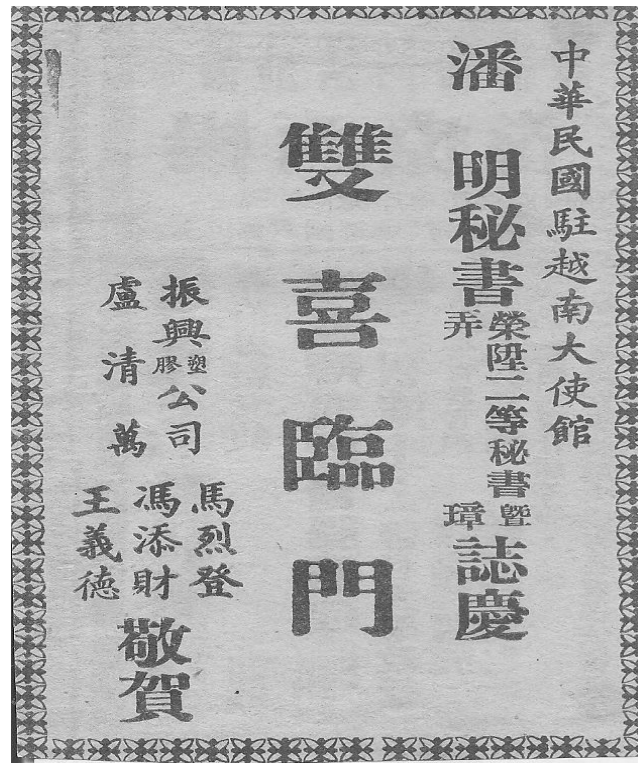 中華民國駐越南大使館
潘 明秘書榮陞二等秘書暨弄璋誌慶
雙喜臨門
振興塑膠公司
盧清萬
馬烈登
馮添財
王義德
敬賀